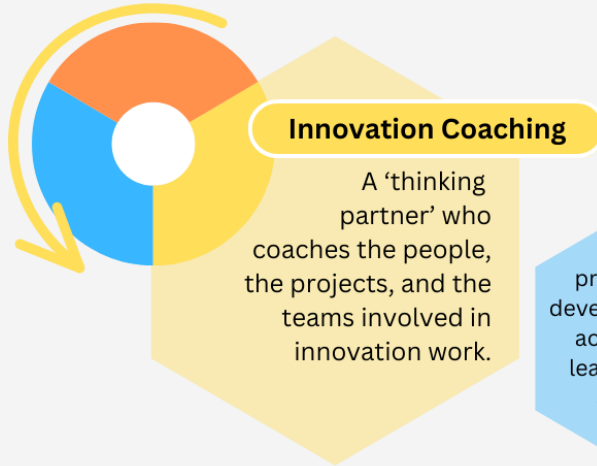 Innovation Coaching
A ‘thinking
partner’ who
coaches the people,
the projects, and the
teams involved in
innovation work.